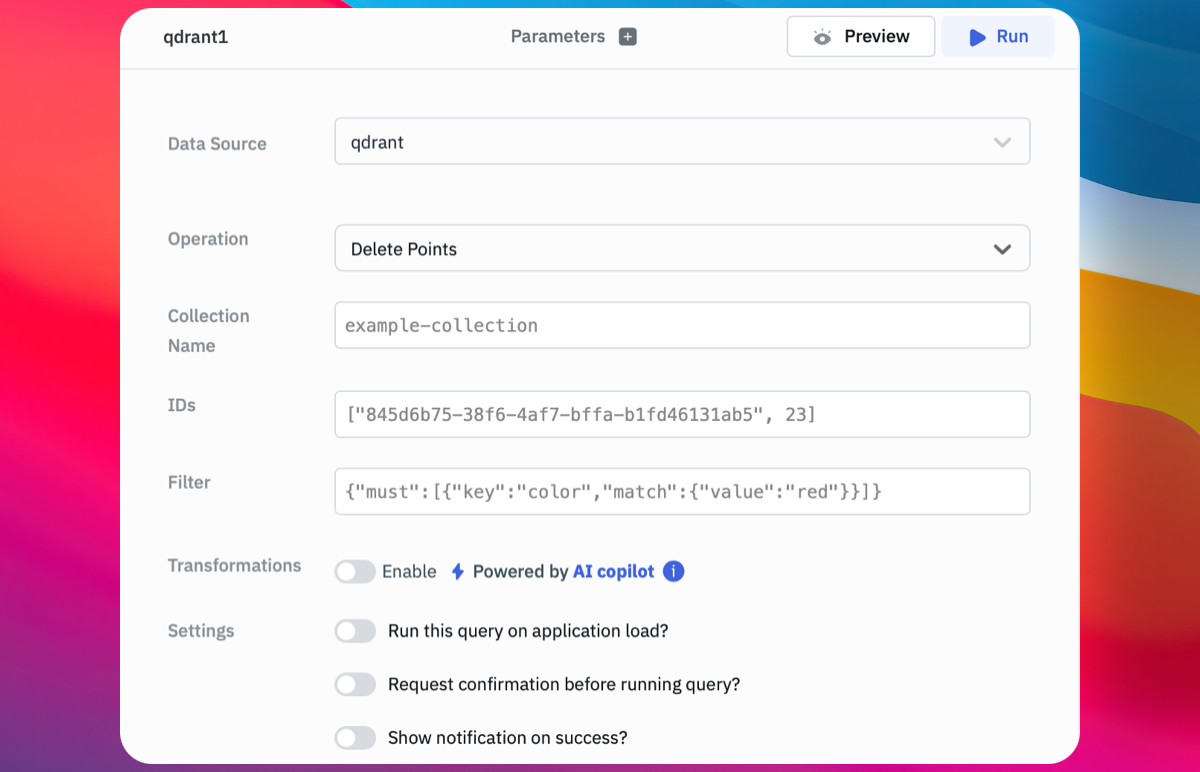 qdrant1
Parameters +
Preview
Run
Data Source
qdrant
Operation
Delete Points
Collection
Name
example-collection
IDs
["845d6b75-38f6-4af7-bffa-b1fd46131ab5", 23]
Filter
{"must":[{"key":"color","match":{"value":"red"}}]}
Transformations
Enable
Powered by AI copilot i
Settings
Run this query on application load?
Request confirmation before running query?
Show notification on success?